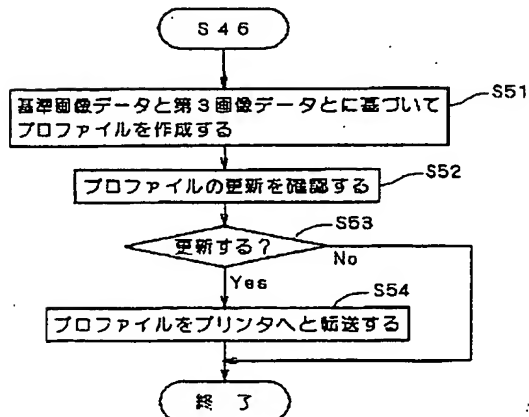 S46
基準画像データと第3画像データとに基づいて
プロファイルを作成する
S51
プロファイルの更新を確認する
S52
更新する?
S53
No
Yes
S54
プロファイルをプリンタへと転送する
終了